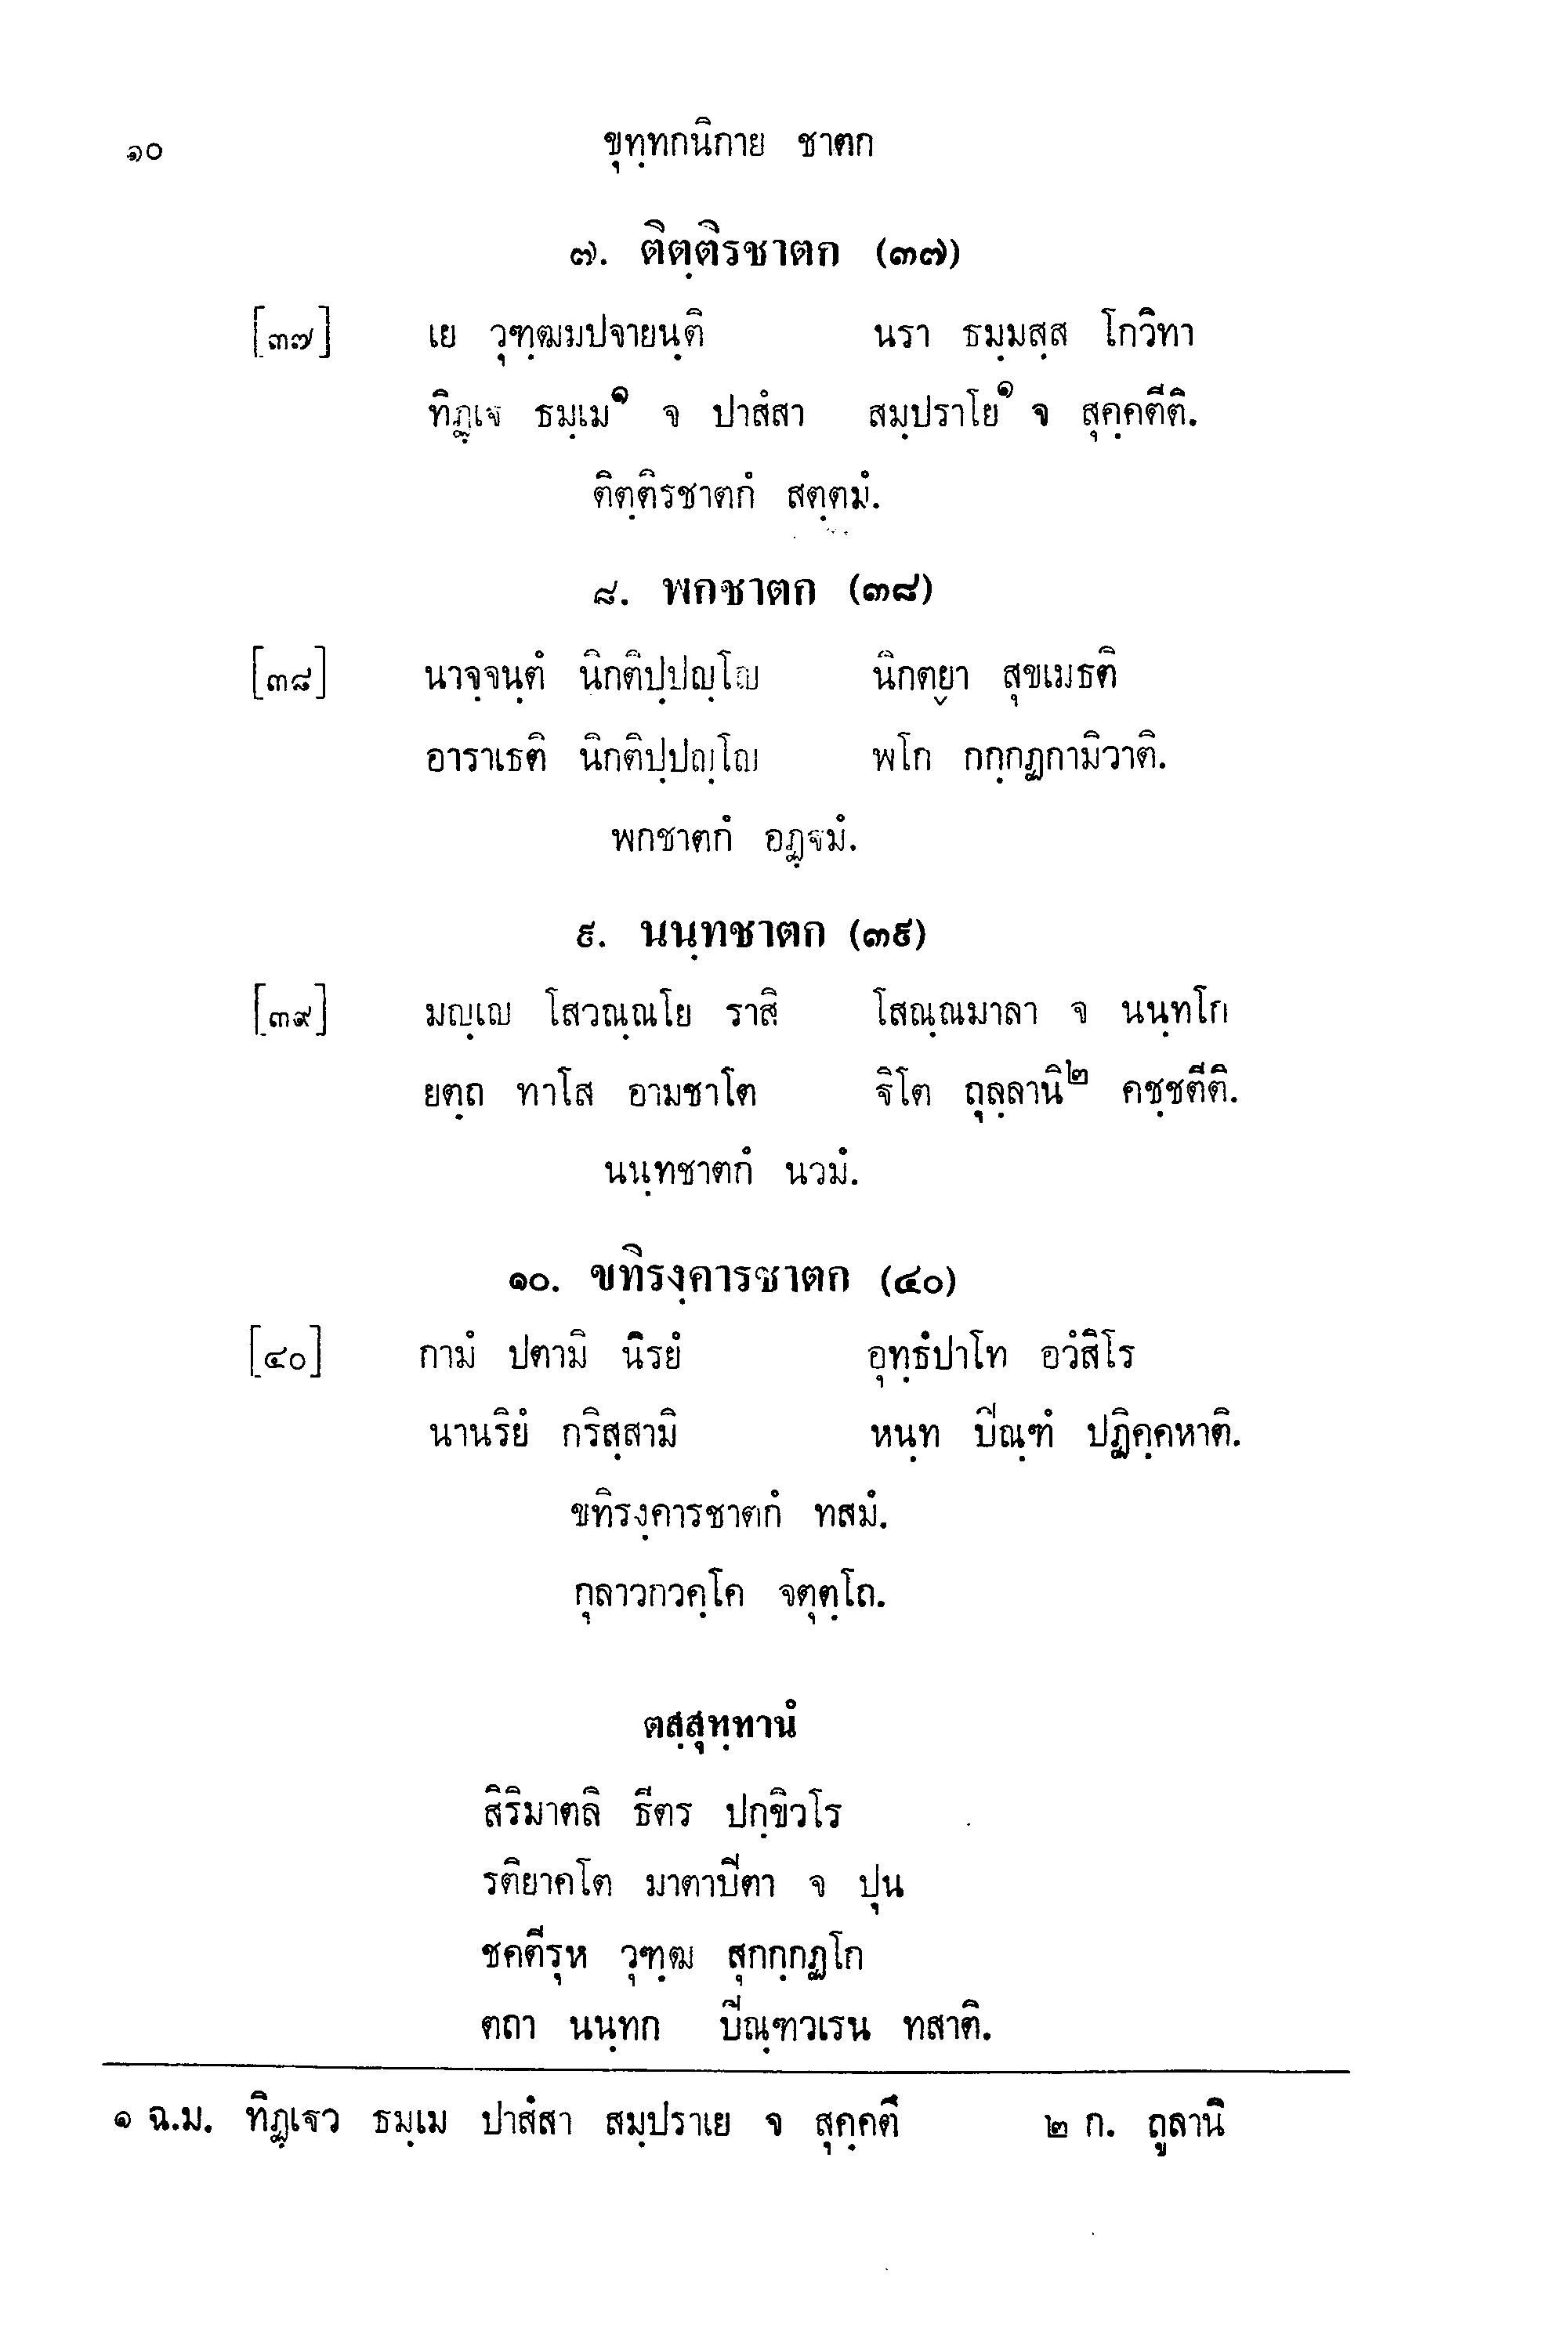 ๑๐ ขุทฺทกนิกาย ชาตก
๗. ติตฺติรชาตก (๓๗)
[๓๗] เย วุฑฺฒมปจายนฺติ นรา ธมฺมสฺส โกวิทา
ทิฏฺเฐ ธมฺเม๑ จ ปาสํสา สมฺปราโย๑ จ สุคฺคตีติ.
ติตฺติรชาตกํ สตฺตมํ.
๘. พกชาตก (๓๘)
[๓๘] นาจฺจนฺตํ นิกติปฺปญฺโญ นิกตฺยา สุขเมธติ
อาราเธติ นิกติปฺปญฺโญ พโก กกฺกฏกามิวาติ.
พกชาตกํ อฏฺฐมํ.
๙. นนฺทชาตก (๓๙)
[๓๙] มญฺเญ โสวณฺณโย ราสิ โสณฺณมาลา จ นนฺทโก
ยตฺถ ทาโส อามชาโต ฐิโต ถุลฺลานิ๒ คชฺชตีติ.
นนฺทชาตกํ นวมํ.
๑๐. ขทิรงฺคารชาตก (๔๐)
[๔๐] กามํ ปตามิ นิรยํ อุทฺธํปาโท อวํสิโร
นานริยํ กริสฺสามิ หนฺท ปิณฺฑํ ปฏิคฺคหาติ.
ขทิรงฺคารชาตกํ ทสมํ.
กุลาวกวคฺโค จตุตฺโถ.
ตสฺสุทฺทานํ
สิริมาตลิ ธีตร ปกฺขิวโร
รติยาคโต มาตาปิตา จ ปุน
ชคตีรุห วุฑฺฒ สุกกฺกฏโก
ตถา นนฺทก ปิณฺฑวเรน ทสาติ.
๑ ฉ.ม. ทิฏฺเฐว ธมฺเม ปาสํสา สมฺปราเย จ สุคฺคตี ๒ ก. ถูลานิ